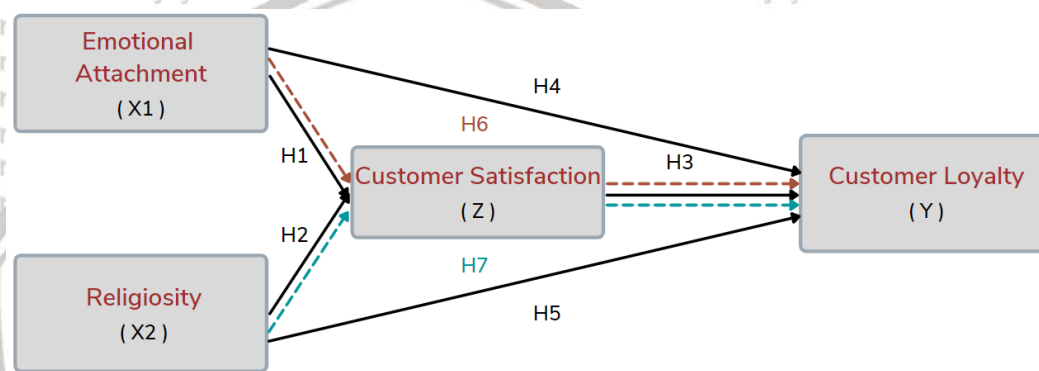 Emotional
Attachment
( X1 )
H4
H6
H1
H3
Customer Satisfaction
( Z )
Customer Loyalty
( Y )
H2
H7
Religiosity
( X2 )
H5